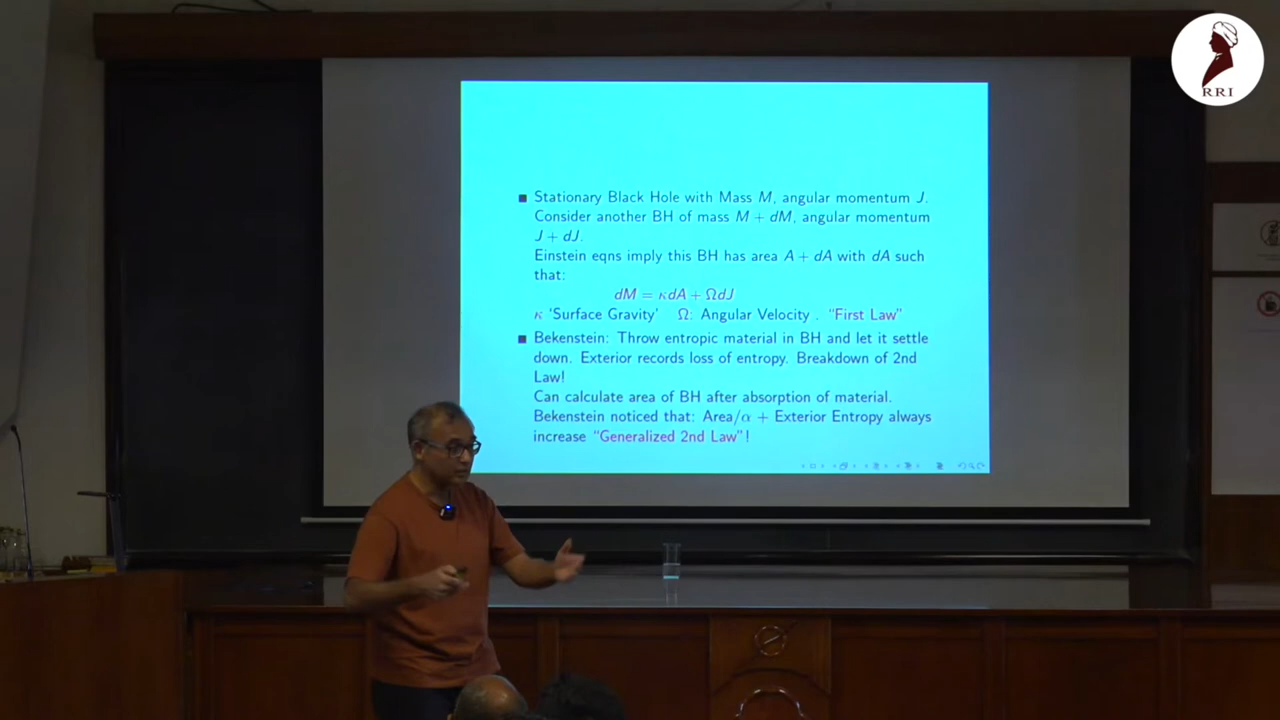 RRI
■ Stationary Black Hole with Mass M, angular momentum J.
Consider another BH of mass M + dM, angular momentum
J + dJ.
Einstein eqns imply this BH has area A + dA with dA such
that:
dM = κdA + ΩdJ
κ ‘Surface Gravity’ Ω: Angular Velocity . “First Law”
■ Bekenstein: Throw entropic material in BH and let it settle
down. Exterior records loss of entropy. Breakdown of 2nd
Law!
Can calculate area of BH after absorption of material.
Bekenstein noticed that: Area/α + Exterior Entropy always
increase “Generalized 2nd Law”!